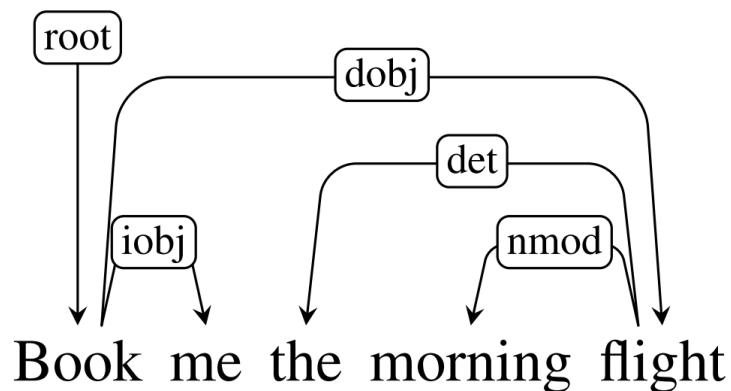 root
dobj
det
iobj nmod
Book me the morning flight